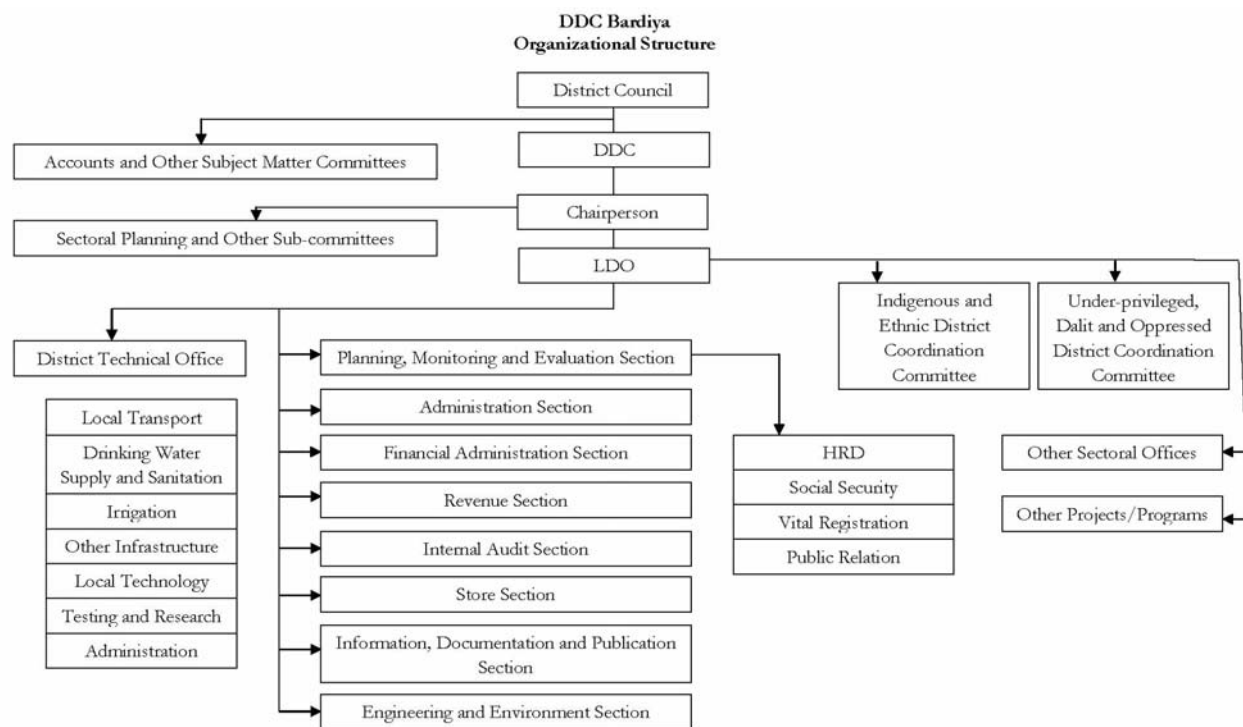 DDC Bardiya
Organizational Structure
District Council
DDC
Accounts and Other Subject Matter Committees
Chairperson
Sectoral Planning and Other Sub-committees
LDO
Indigenous and
Ethnic District
Coordination
Committee
Under-privileged,
Dalit and Oppressed
District Coordination
Committee
District Technical Office
Local Transport
Drinking Water
Supply and Sanitation
Irrigation
Other Infrastructure
Local Technology
Testing and Research
Administration
Planning, Monitoring and Evaluation Section
Administration Section
Financial Administration Section
Revenue Section
Internal Audit Section
Store Section
Information, Documentation and Publication
Section
Engineering and Environment Section
HRD
Social Security
Vital Registration
Public Relation
Other Sectoral Offices
Other Projects/Programs